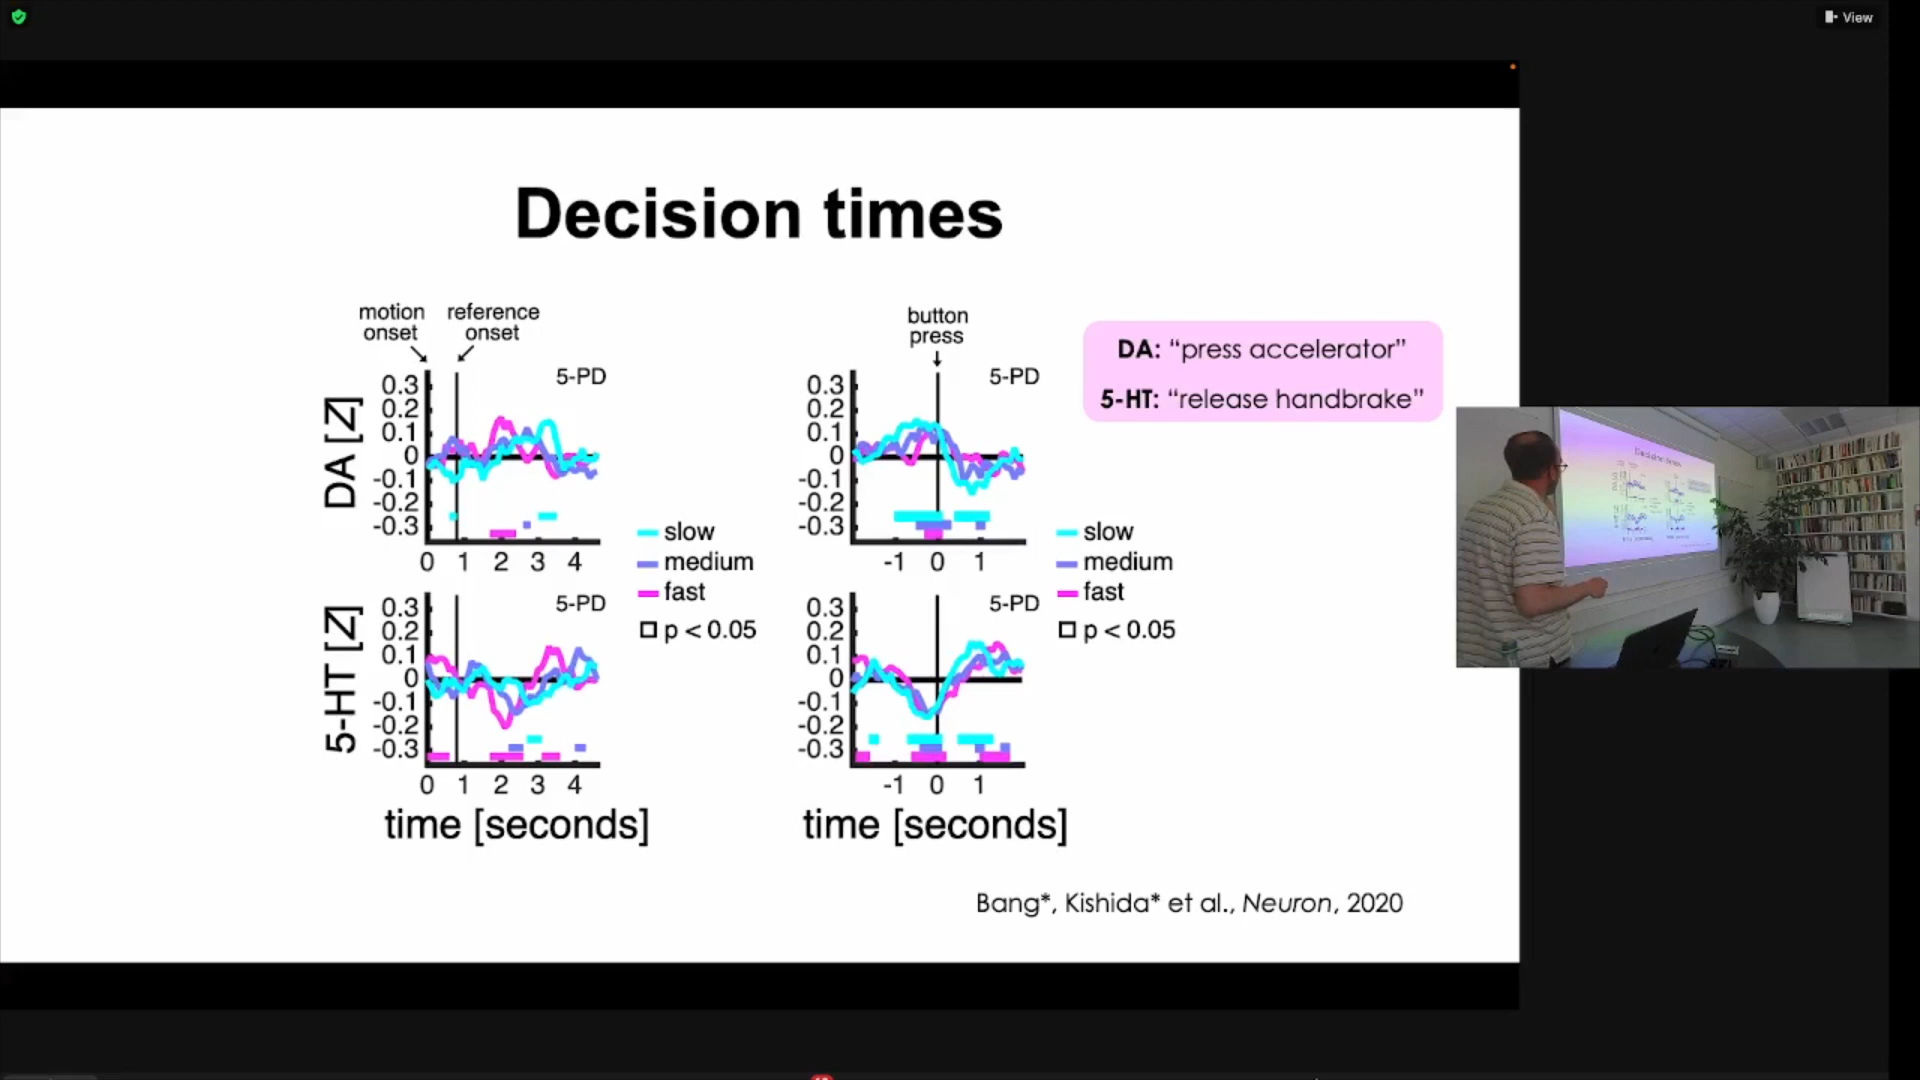 View
Decision times
motion onset
reference onset
button press
DA: “press accelerator”
5-HT: “release handbrake”
DA [Z]
0.3
0.2
0.1
0
-0.1
-0.2
-0.3
5-PD
0 1 2 3 4
slow
medium
fast
p < 0.05
0.3
0.2
0.1
0
-0.1
-0.2
-0.3
5-PD
-1 0 1
slow
medium
fast
p < 0.05
5-HT [Z]
0.3
0.2
0.1
0
-0.1
-0.2
-0.3
5-PD
0 1 2 3 4
time [seconds]
0.3
0.2
0.1
0
-0.1
-0.2
-0.3
5-PD
-1 0 1
time [seconds]
Bang*, Kishida* et al., Neuron, 2020
Decision times